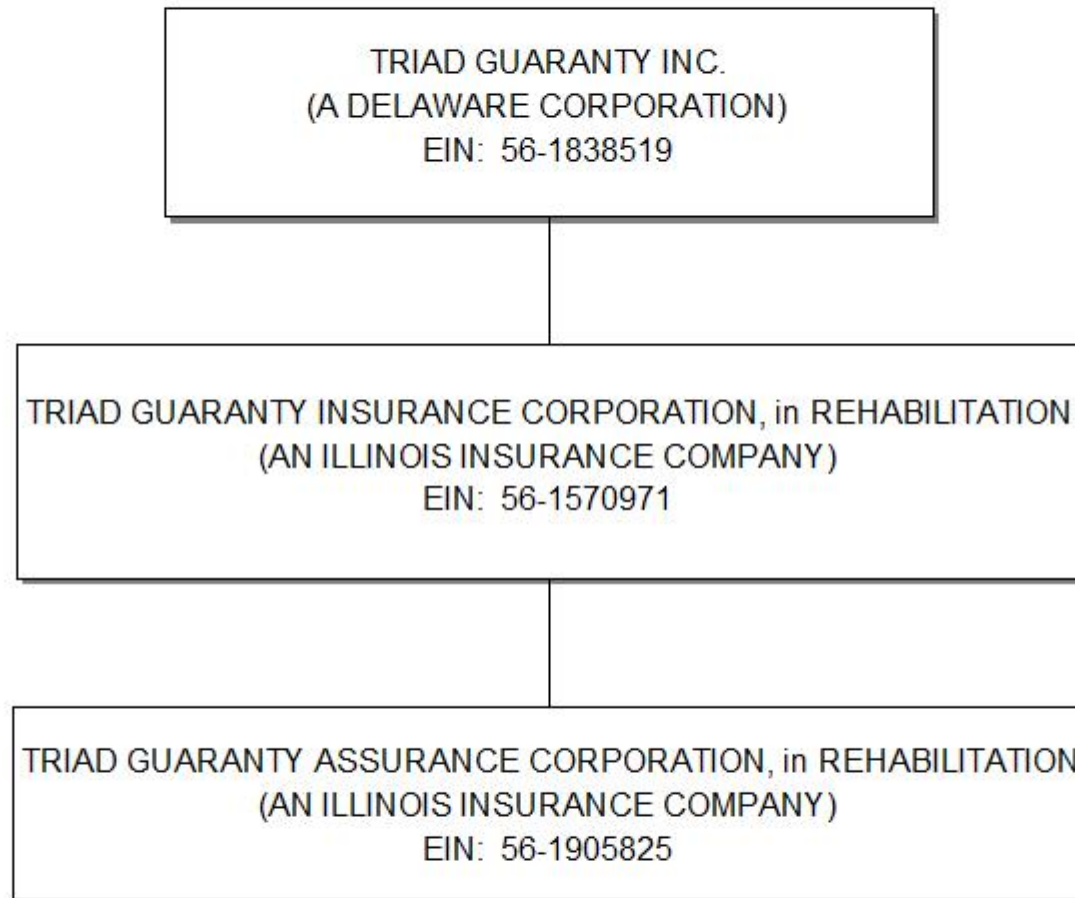 TRIAD GUARANTY INC.
(A DELAWARE CORPORATION)
EIN: 56-1838519
TRIAD GUARANTY INSURANCE CORPORATION, in REHABILITATION
(AN ILLINOIS INSURANCE COMPANY)
EIN: 56-1570971
TRIAD GUARANTY ASSURANCE CORPORATION, in REHABILITATION
(AN ILLINOIS INSURANCE COMPANY)
EIN: 56-1905825